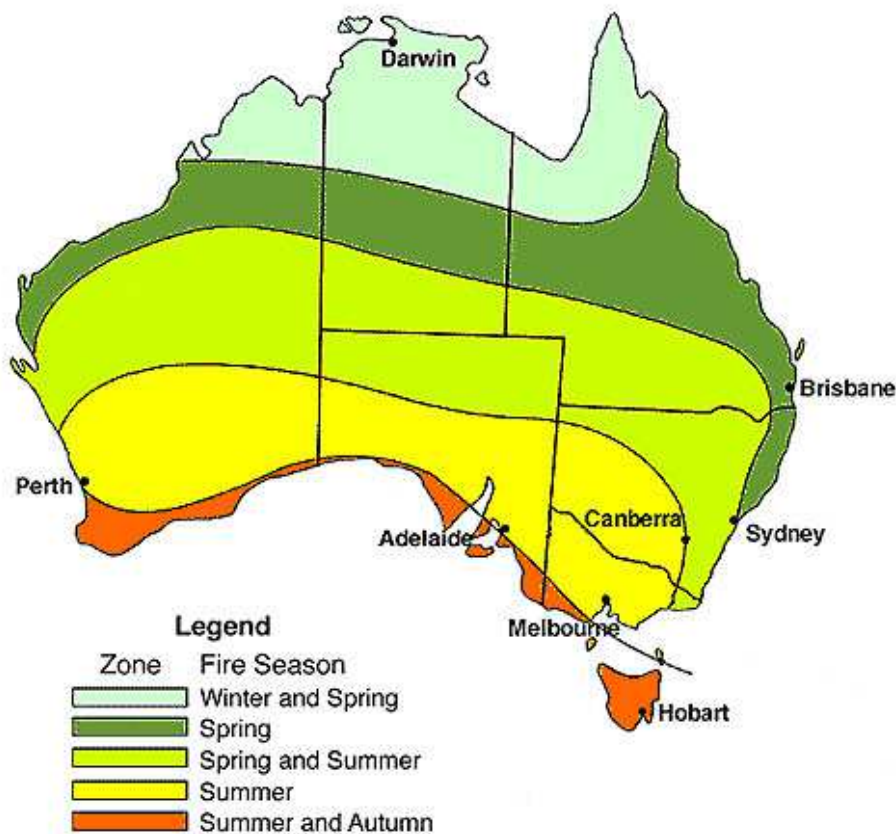 Darwin
Brisbane
Perth
Canberra
Adelaide
Sydney
Melbourne
Hobart
Legend
Zone Fire Season
Winter and Spring
Spring
Spring and Summer
Summer
Summer and Autumn